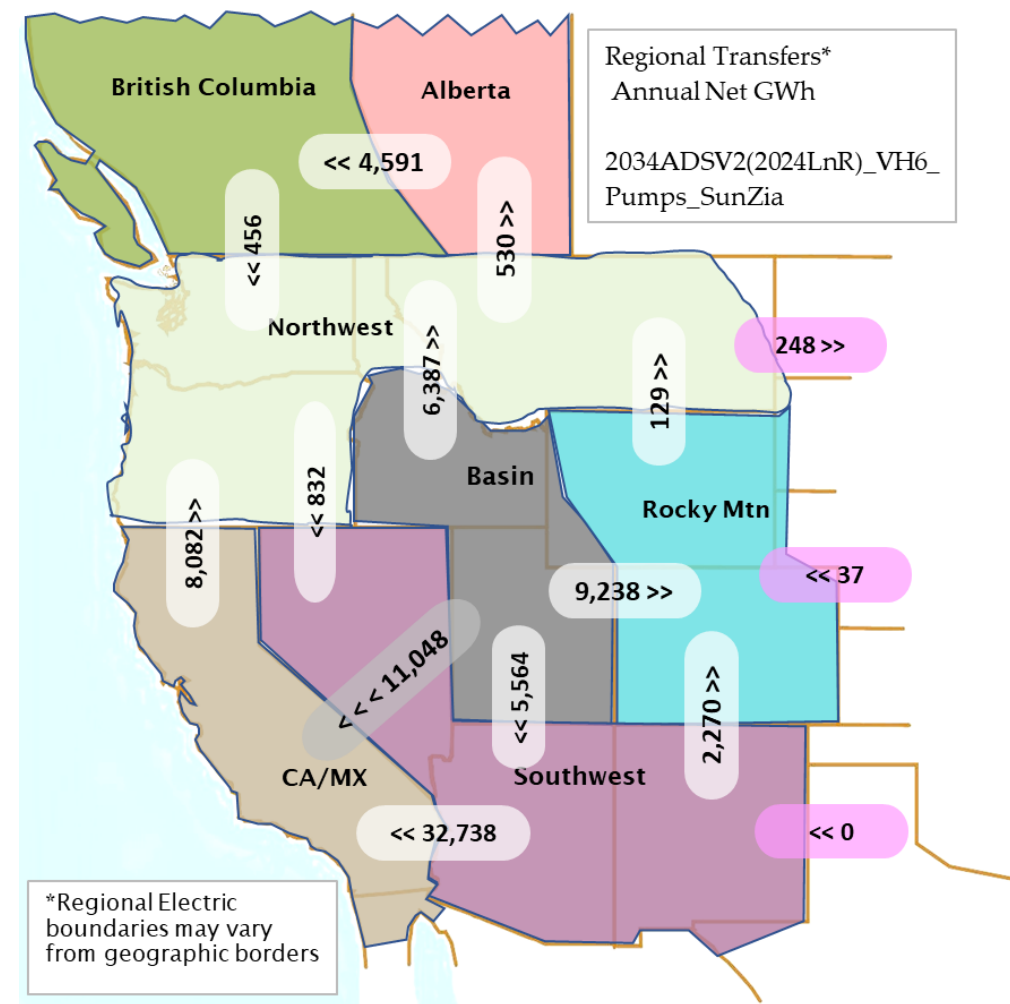 British Columbia
Alberta
Regional Transfers*
Annual Net GWh
2034ADSV2(2024LnR)_VH6_
Pumps_SunZia
<< 4,591
<< 456
530 >>
Northwest
248 >>
6,387 >>
129 >>
<< 832
8,082 >>
Basin
Rocky Mtn
<< 37
9,238 >>
< < < 11,048
<< 5,564
2,270 >>
CA/MX
Southwest
<< 32,738
<< 0
*Regional Electric
boundaries may vary
from geographic borders